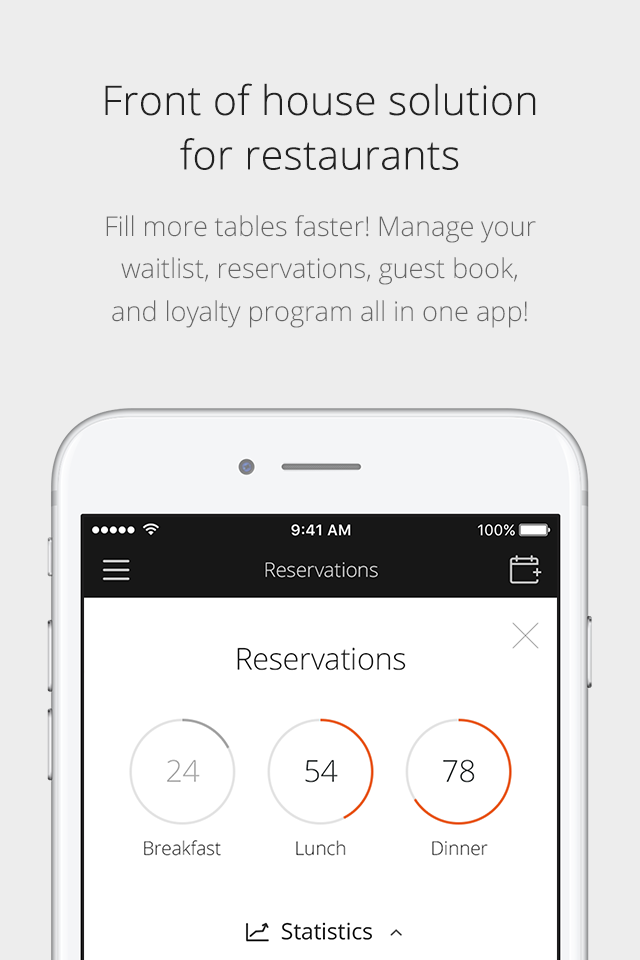 Front of house solution
for restaurants
Fill more tables faster! Manage your
waitlist, reservations, guest book,
and loyalty program all in one app!
9:41 AM
100%
Reservations
Reservations
24
54
78
Breakfast
Lunch
Dinner
Statistics